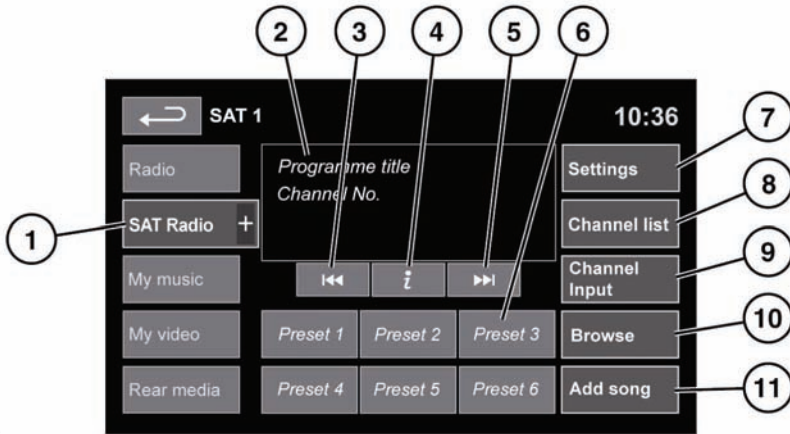 2 3 4 5 6
SAT 1 10:36
7
Radio
Programme title
Channel No.
Settings
8
1
SAT Radio +
Channel list
9
My music
i
Channel
Input
10
My video
Preset 1 Preset 2 Preset 3
Browse
Rear media
Preset 4 Preset 5 Preset 6
Add song
11